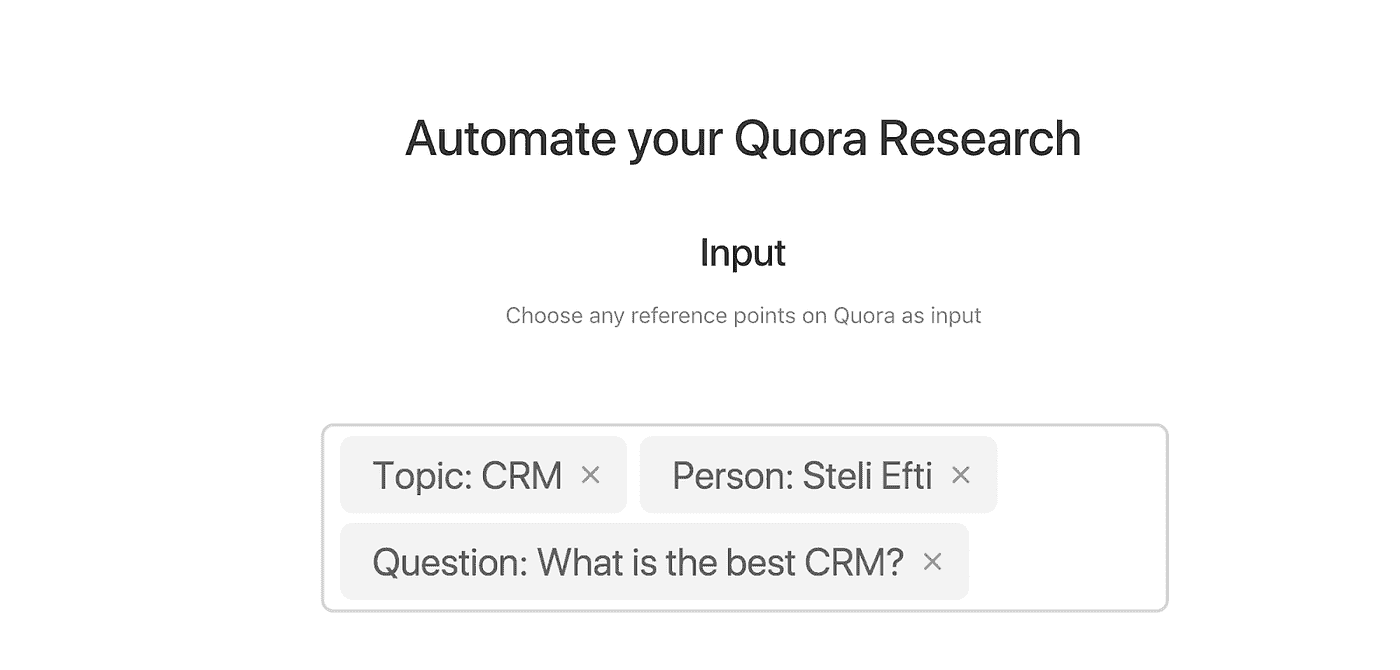 Automate your Quora Research
Input
Choose any reference points on Quora as input
Topic: CRM × Person: Steli Efti ×
Question: What is the best CRM? ×